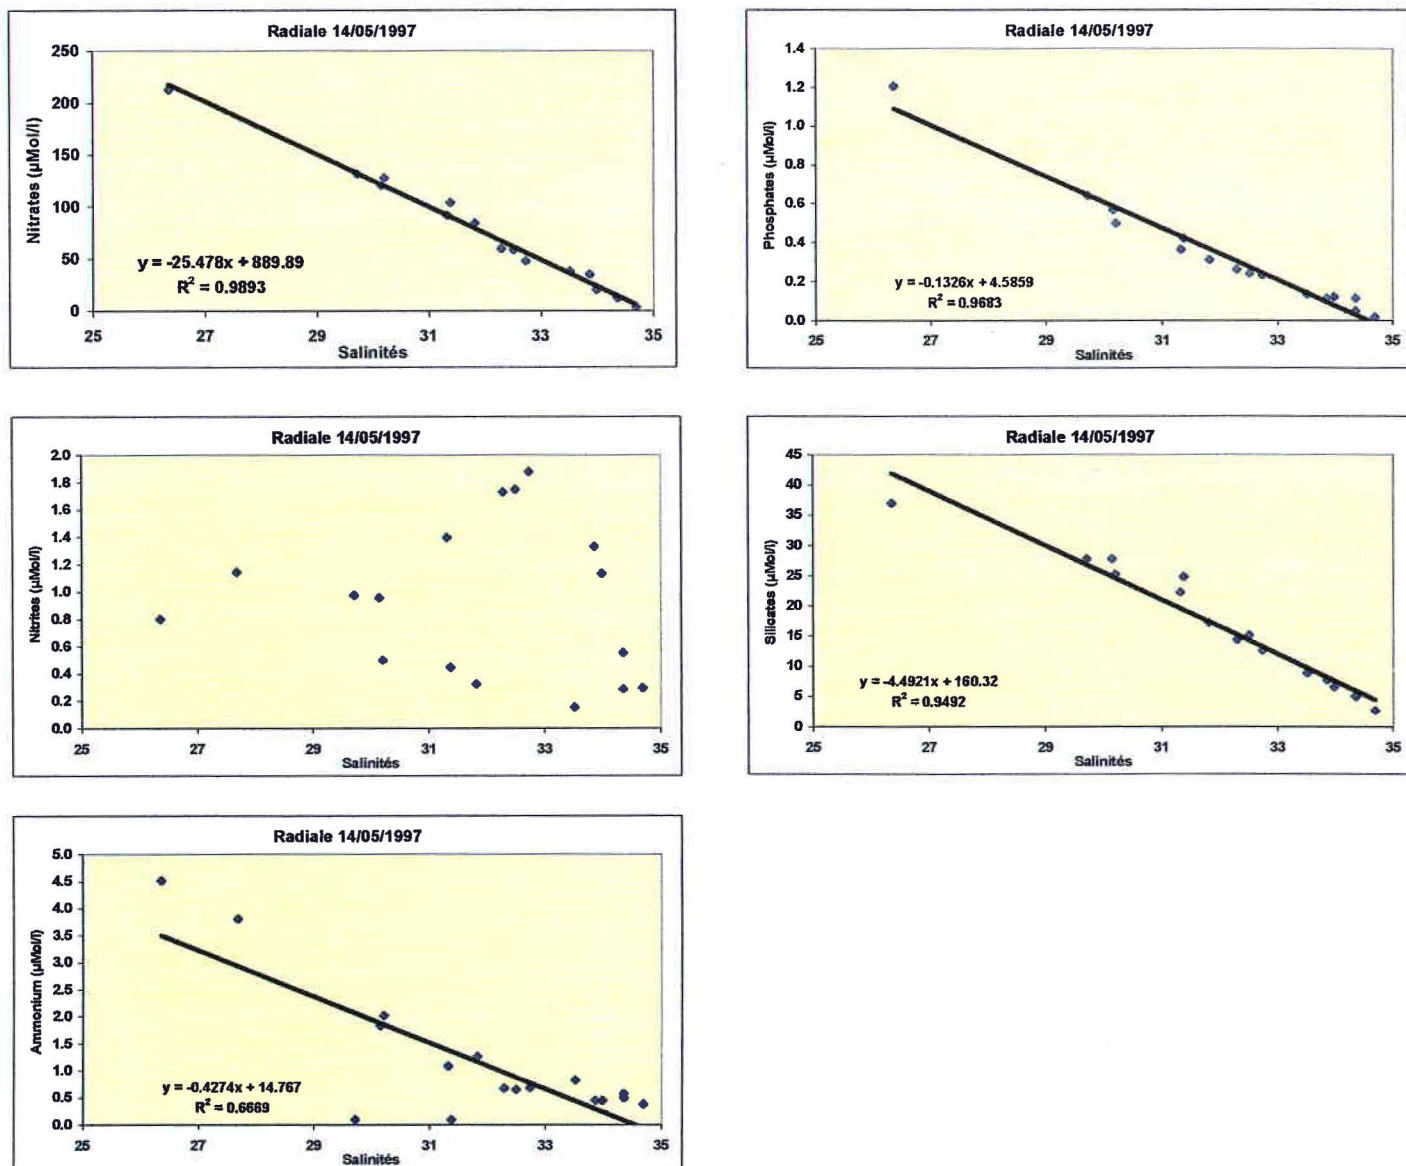 Radiale 14/05/1997
250
200
150
100
50
0
Nitrates (µMol/l)
y = -25.478x + 889.89
R² = 0.9893
25 27 29 31 33 35
Salinités
Radiale 14/05/1997
1.4
1.2
1.0
0.8
0.6
0.4
0.2
0.0
Phosphates (µMol/l)
y = -0.1326x + 4.5859
R² = 0.9683
25 27 29 31 33 35
Salinités
Radiale 14/05/1997
2.0
1.8
1.6
1.4
1.2
1.0
0.8
0.6
0.4
0.2
0.0
Nitrites (µMol/l)
25 27 29 31 33 35
Salinités
Radiale 14/05/1997
45
40
35
30
25
20
15
10
5
0
Silicates (µMol/l)
y = -4.4921x + 160.32
R² = 0.9492
25 27 29 31 33 35
Salinités
Radiale 14/05/1997
5.0
4.5
4.0
3.5
3.0
2.5
2.0
1.5
1.0
0.5
0.0
Ammonium (µMol/l)
y = -0.4274x + 14.767
R² = 0.6669
25 27 29 31 33 35
Salinités